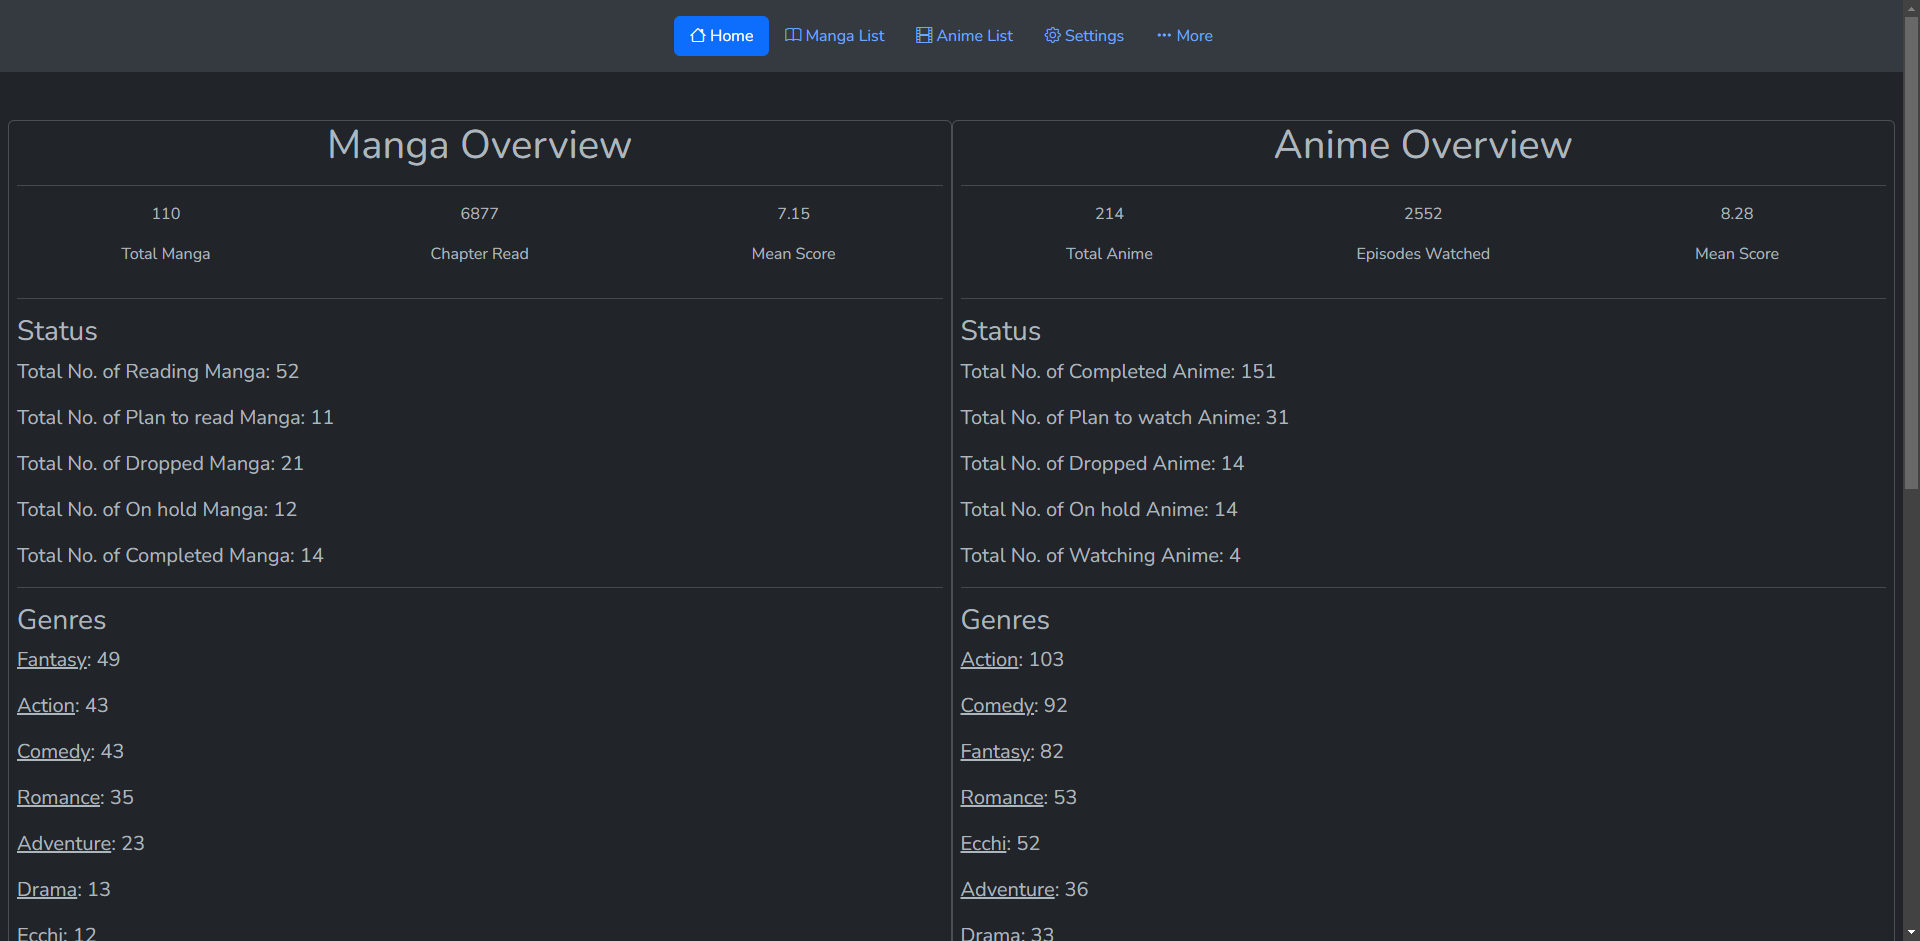 Home Manga List Anime List Settings More
Manga Overview
110 6877 7.15
Total Manga Chapter Read Mean Score
Status
Total No. of Reading Manga: 52
Total No. of Plan to read Manga: 11
Total No. of Dropped Manga: 21
Total No. of On hold Manga: 12
Total No. of Completed Manga: 14
Genres
Fantasy: 49
Action: 43
Comedy: 43
Romance: 35
Adventure: 23
Drama: 13
Ecchi: 12
Anime Overview
214 2552 8.28
Total Anime Episodes Watched Mean Score
Status
Total No. of Completed Anime: 151
Total No. of Plan to watch Anime: 31
Total No. of Dropped Anime: 14
Total No. of On hold Anime: 14
Total No. of Watching Anime: 4
Genres
Action: 103
Comedy: 92
Fantasy: 82
Romance: 53
Ecchi: 52
Adventure: 36
Drama: 33